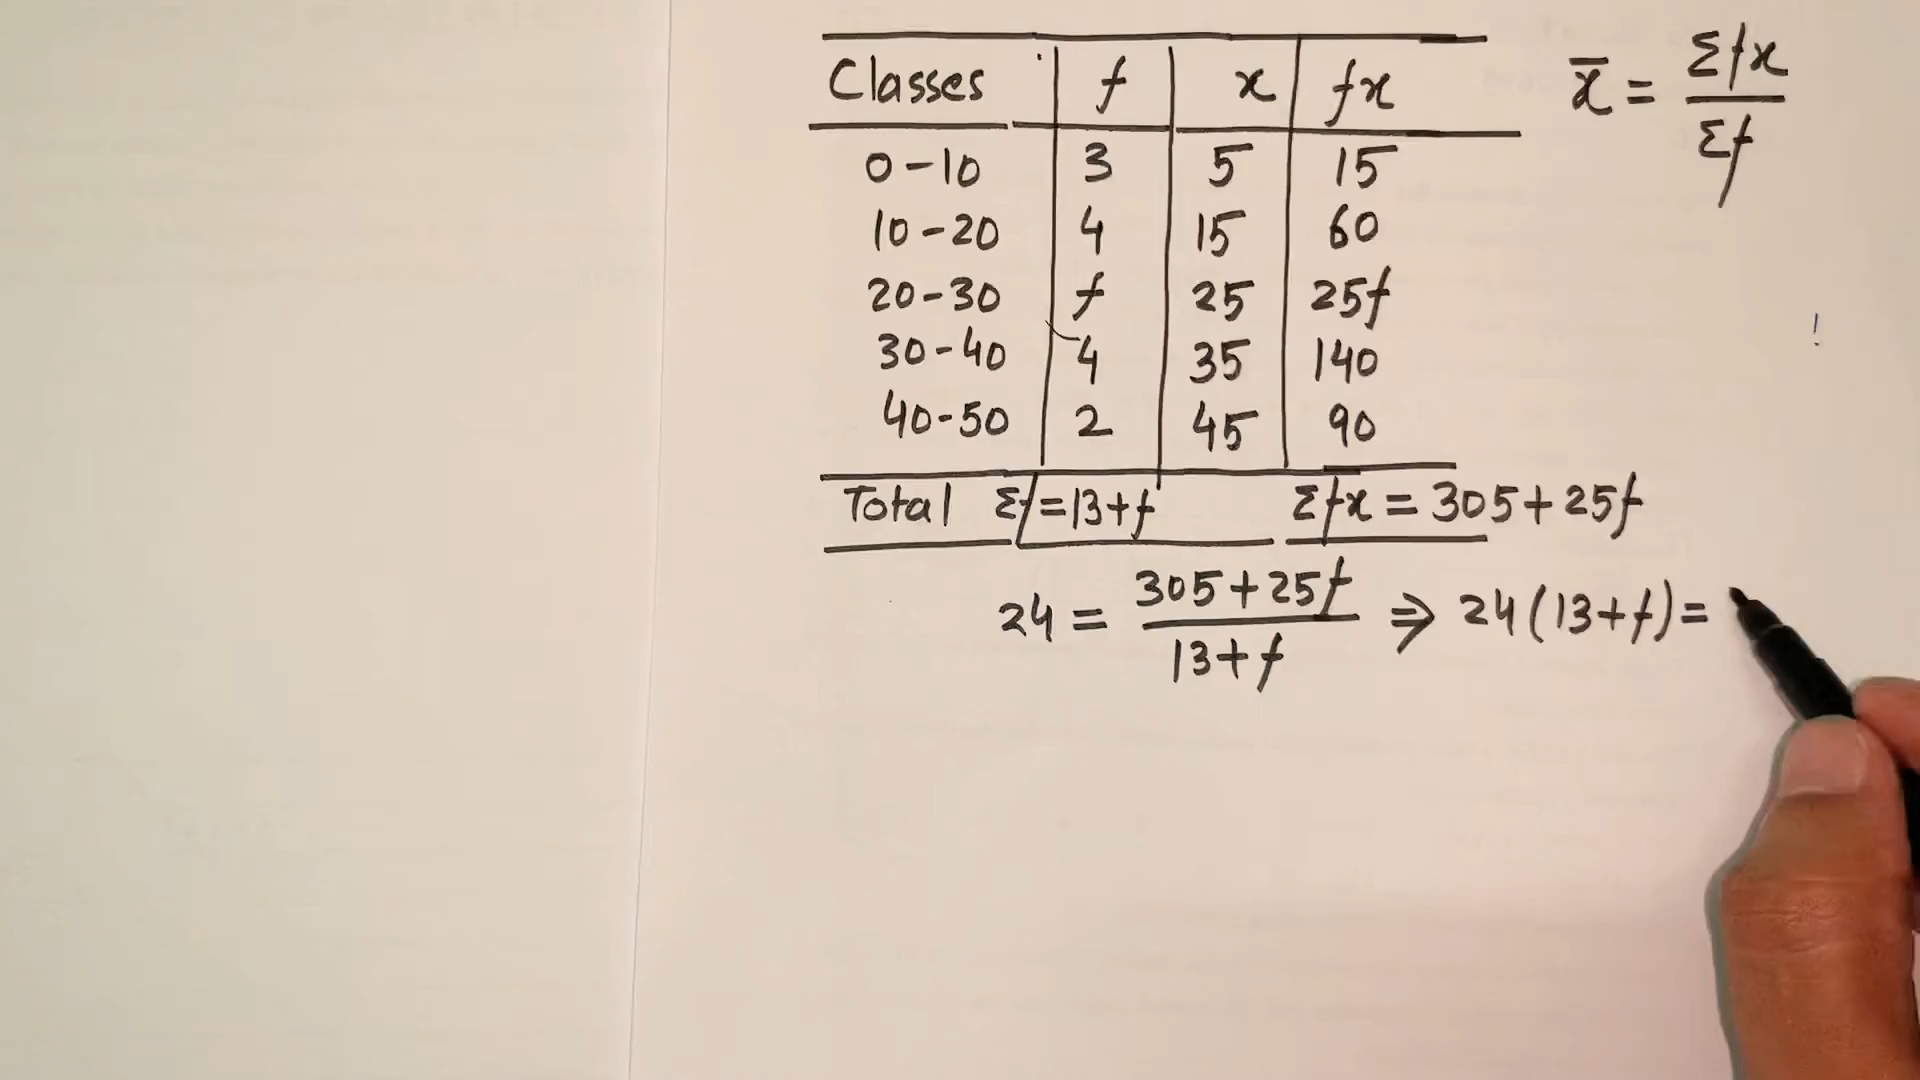 Classes f x fx
x̄ = Σfx / Σf
0-10 3 5 15
10-20 4 15 60
20-30 f 25 25f
30-40 4 35 140
40-50 2 45 90
Total Σf=13+f Σfx = 305+25f
24 = (305+25f) / (13+f) ⇒ 24(13+f)=